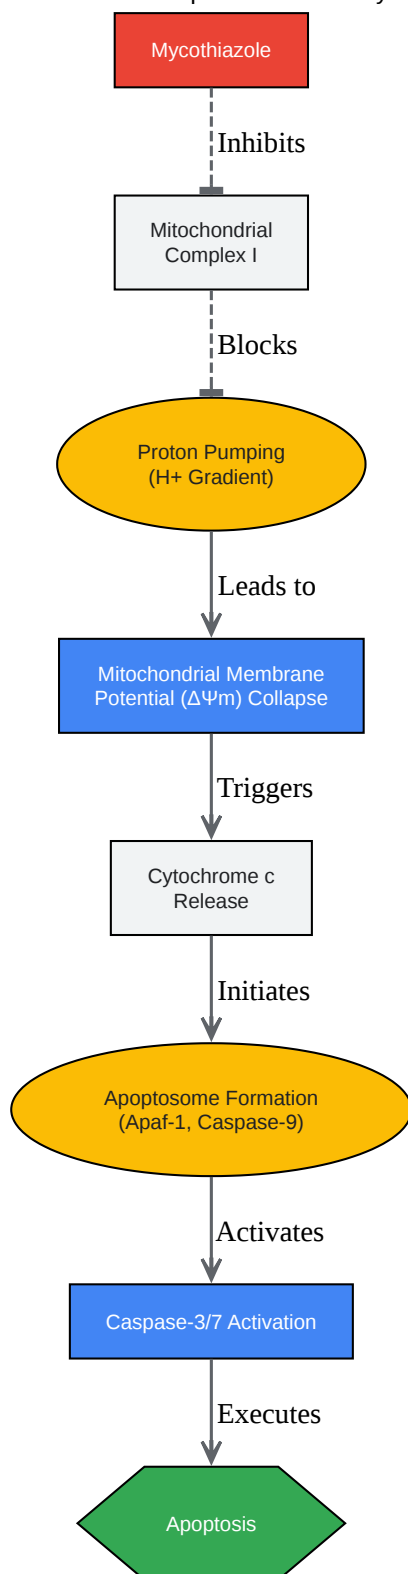 Mycothiazole
Inhibits
Mitochondrial
Complex I
Blocks
Proton Pumping
(H+ Gradient)
Leads to
Mitochondrial Membrane
Potential (ΔΨm) Collapse
Triggers
Cytochrome c
Release
Initiates
Apoptosome Formation
(Apaf-1, Caspase-9)
Activates
Caspase-3/7 Activation
Executes
Apoptosis